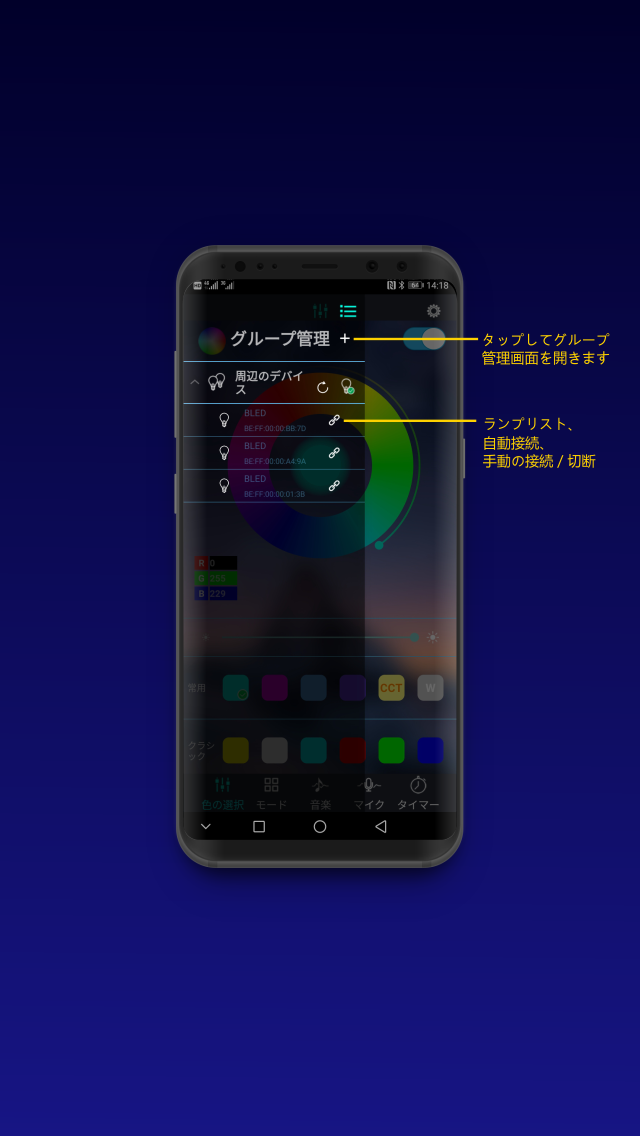 14:18
64
グループ管理 +
タップしてグループ
管理画面を開きます
周辺のデバイ
ス
BLED
BE:FF:00:00:BB:7D
ランプリスト、
自動接続、
手動の接続 / 切断
BLED
BE:FF:00:00:A4:9A
BLED
BE:FF:00:00:01:3B
R 0
G 255
B 229
常用
CCT
W
クラシ
ック
色の選択
モード
音楽
マイク
タイマー